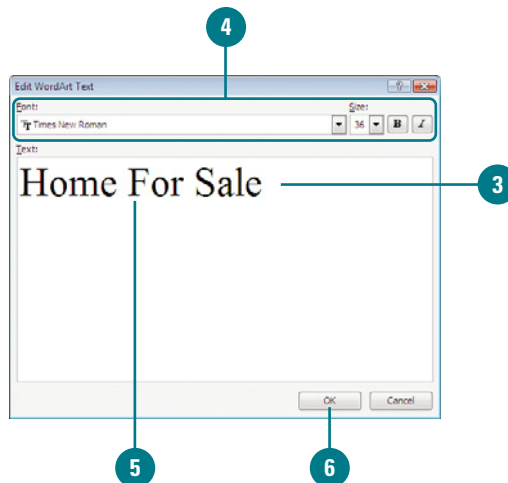 4
Edit WordArt Text
Font: Size:
Times New Roman 36 B I
Text:
Home For Sale
3
OK Cancel
5 6